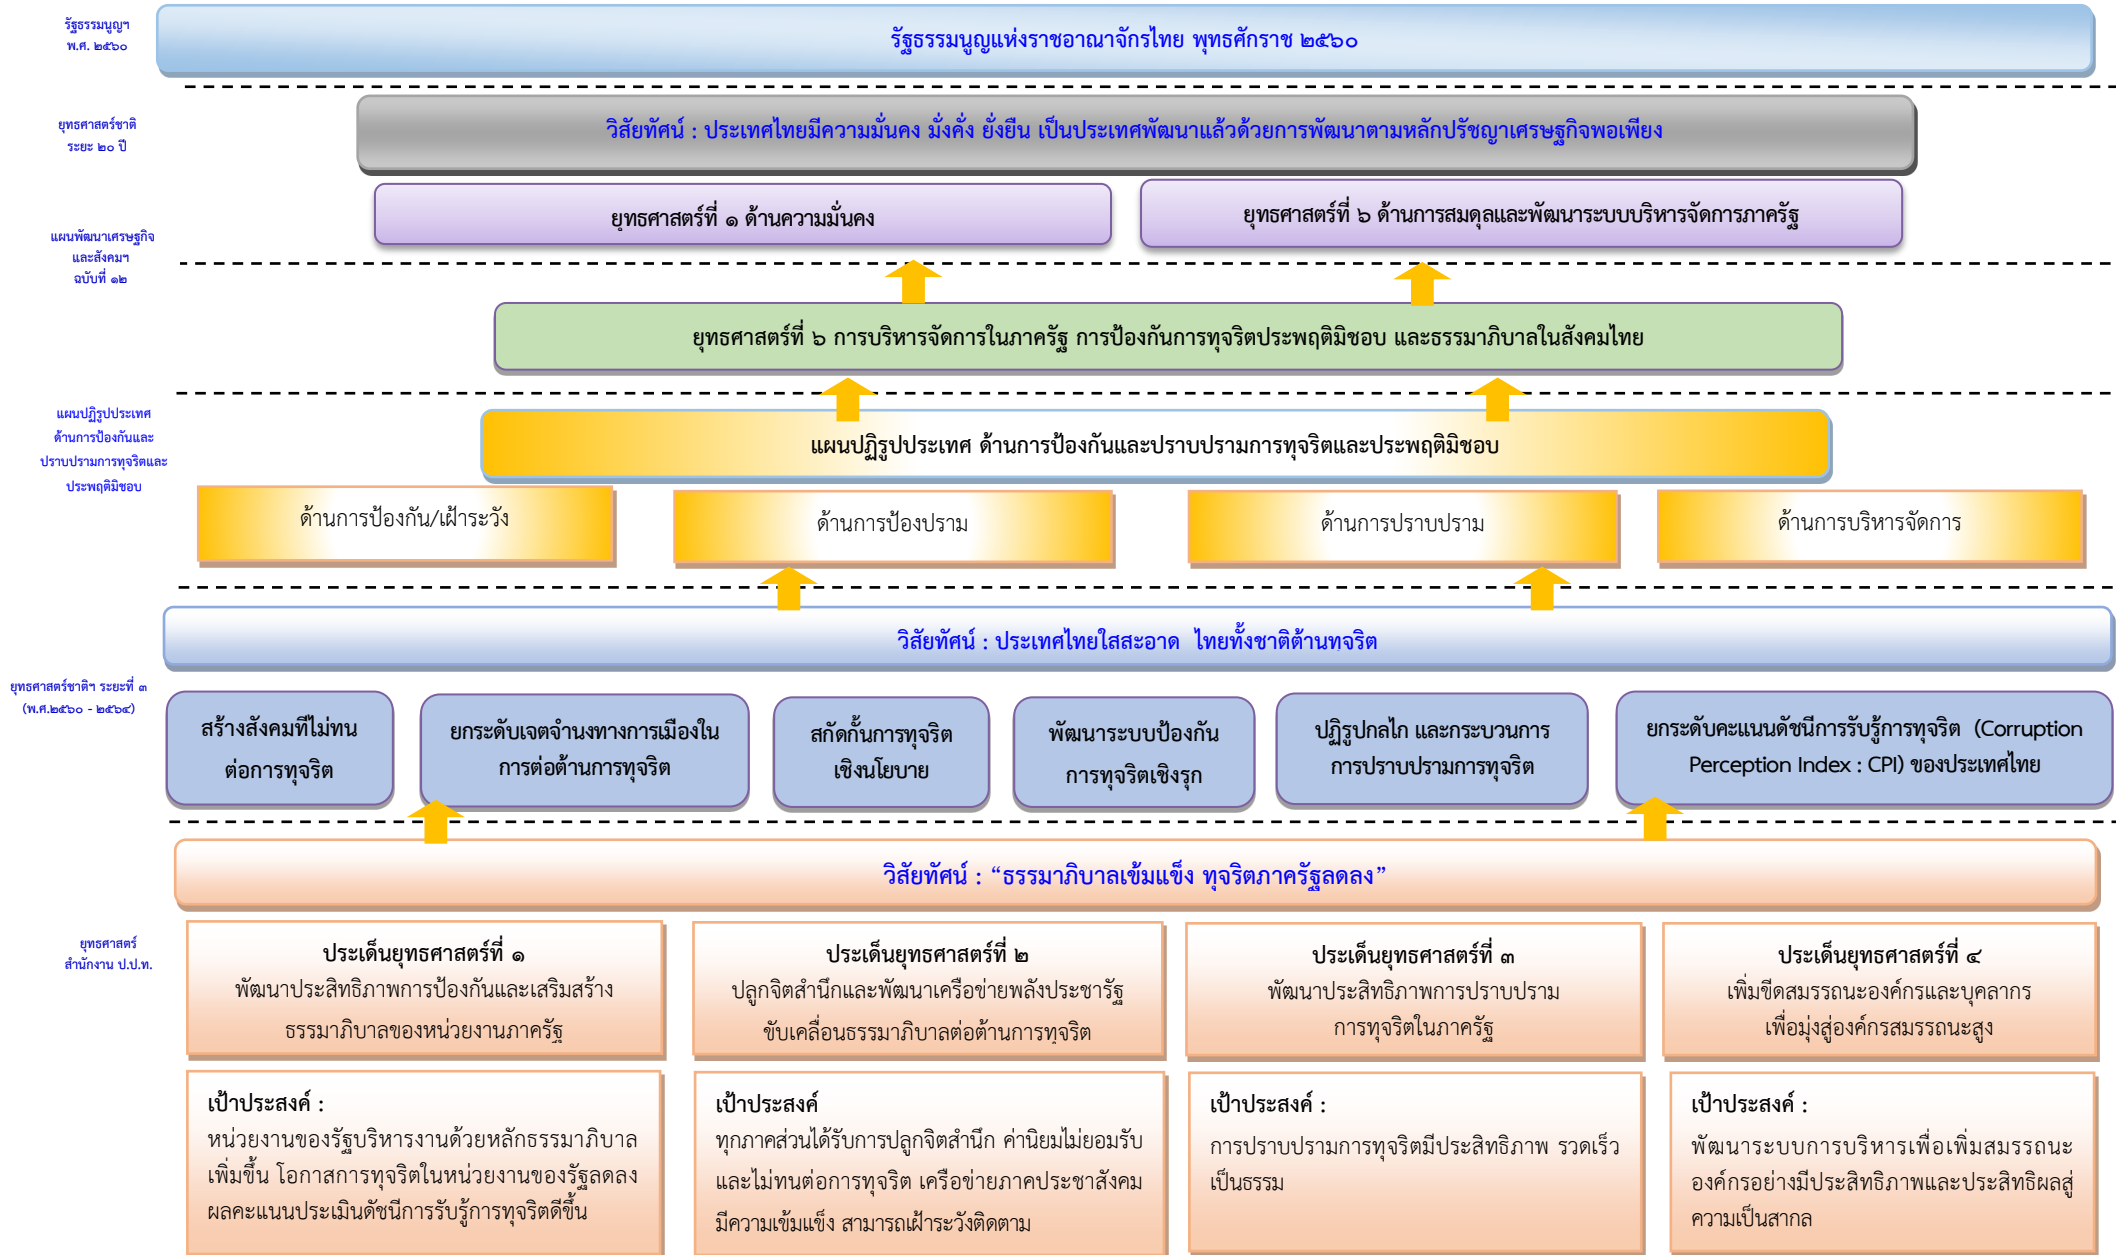 รัฐธรรมนูญฯ
พ.ศ. ๒๕๖๐
รัฐธรรมนูญแห่งราชอาณาจักรไทย พุทธศักราช ๒๕๖๐
ยุทธศาสตร์ชาติ
ระยะ ๒๐ ปี
วิสัยทัศน์ : ประเทศไทยมีความมั่นคง มั่งคั่ง ยั่งยืน เป็นประเทศพัฒนาแล้วด้วยการพัฒนาตามหลักปรัชญาเศรษฐกิจพอเพียง
ยุทธศาสตร์ที่ ๑ ด้านความมั่นคง
ยุทธศาสตร์ที่ ๖ ด้านการสมดุลและพัฒนาระบบบริหารจัดการภาครัฐ
แผนพัฒนาเศรษฐกิจ
และสังคมฯ
ฉบับที่ ๑๒
ยุทธศาสตร์ที่ ๖ การบริหารจัดการในภาครัฐ การป้องกันการทุจริตประพฤติมิชอบ และธรรมาภิบาลในสังคมไทย
แผนปฏิรูปประเทศ
ด้านการป้องกันและ
ปราบปรามการทุจริตและ
ประพฤติมิชอบ
แผนปฏิรูปประเทศ ด้านการป้องกันและปราบปรามการทุจริตและประพฤติมิชอบ
ด้านการป้องกัน/เฝ้าระวัง
ด้านการป้องปราม
ด้านการปราบปราม
ด้านการบริหารจัดการ
วิสัยทัศน์ : ประเทศไทยใสสะอาด ไทยทั้งชาติต้านทุจริต
ยุทธศาสตร์ชาติฯ ระยะที่ ๓
(พ.ศ.๒๕๖๐ - ๒๕๖๔)
สร้างสังคมที่ไม่ทน
ต่อการทุจริต
ยกระดับเจตจำนงทางการเมืองใน
การต่อต้านการทุจริต
สกัดกั้นการทุจริต
เชิงนโยบาย
พัฒนาระบบป้องกัน
การทุจริตเชิงรุก
ปฏิรูปกลไก และกระบวนการ
การปราบปรามการทุจริต
ยกระดับคะแนนดัชนีการรับรู้การทุจริต (Corruption
Perception Index : CPI) ของประเทศไทย
วิสัยทัศน์ : “ธรรมาภิบาลเข้มแข็ง ทุจริตภาครัฐลดลง”
ยุทธศาสตร์
สำนักงาน ป.ป.ท.
ประเด็นยุทธศาสตร์ที่ ๑
พัฒนาประสิทธิภาพการป้องกันและเสริมสร้าง
ธรรมาภิบาลของหน่วยงานภาครัฐ
ประเด็นยุทธศาสตร์ที่ ๒
ปลูกจิตสำนึกและพัฒนาเครือข่ายพลังประชารัฐ
ขับเคลื่อนธรรมาภิบาลต่อต้านการทุจริต
ประเด็นยุทธศาสตร์ที่ ๓
พัฒนาประสิทธิภาพการปราบปราม
การทุจริตในภาครัฐ
ประเด็นยุทธศาสตร์ที่ ๔
เพิ่มขีดสมรรถนะองค์กรและบุคลากร
เพื่อมุ่งสู่องค์กรสมรรถนะสูง
เป้าประสงค์ :
หน่วยงานของรัฐบริหารงานด้วยหลักธรรมาภิบาล
เพิ่มขึ้น โอกาสการทุจริตในหน่วยงานของรัฐลดลง
ผลคะแนนประเมินดัชนีการรับรู้การทุจริตดีขึ้น
เป้าประสงค์
ทุกภาคส่วนได้รับการปลูกจิตสำนึก ค่านิยมไม่ยอมรับ
และไม่ทนต่อการทุจริต เครือข่ายภาคประชาสังคม
มีความเข้มแข็ง สามารถเฝ้าระวังติดตาม
เป้าประสงค์ :
การปราบปรามการทุจริตมีประสิทธิภาพ รวดเร็ว
เป็นธรรม
เป้าประสงค์ :
พัฒนาระบบการบริหารเพื่อเพิ่มสมรรถนะ
องค์กรอย่างมีประสิทธิภาพและประสิทธิผลสู่
ความเป็นสากล